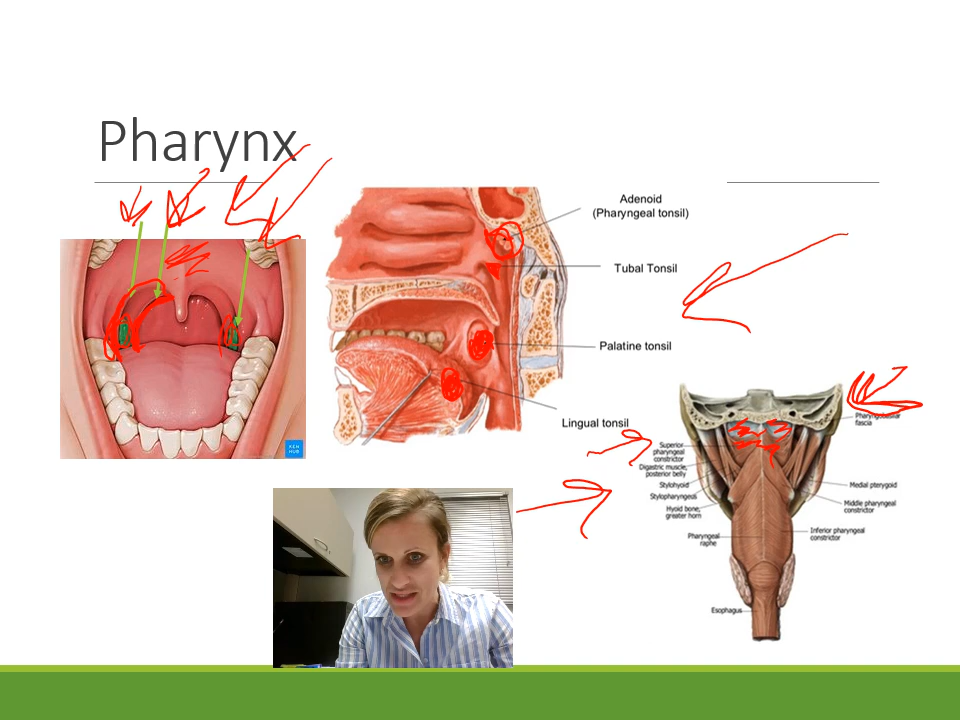 Pharynx
Adenoid
(Pharyngeal tonsil)
Tubal Tonsil
Palatine tonsil
Lingual tonsil
KEN
HUB
Pharyngobasilar
fascia
Superior
pharyngeal
constrictor
Digastric muscle,
posterior belly
Stylohyoid
Stylopharyngeus
Hyoid bone,
greater horn
Pharyngeal
raphe
Esophagus
Medial pterygoid
Middle pharyngeal
constrictor
Inferior pharyngeal
constrictor